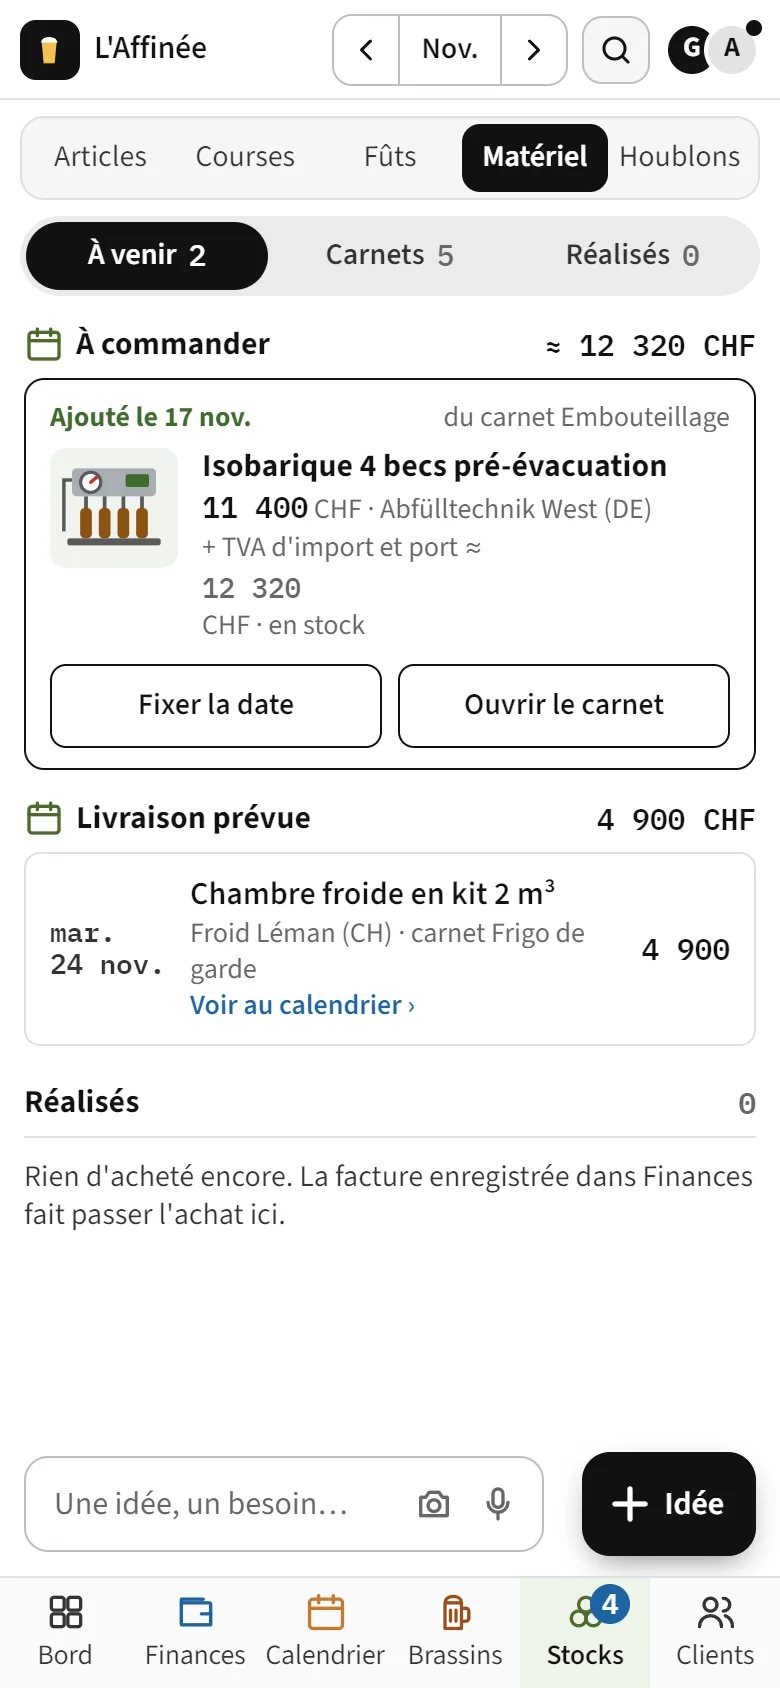 L'Affinée
Nov.
G
A
Articles
Courses
Fûts
Matériel
Houblons
À venir 2
Carnets 5
Réalisés 0
À commander
≈ 12 320 CHF
Ajouté le 17 nov.
du carnet Embouteillage
Isobarique 4 becs pré-évacuation
11 400 CHF · Abfülltechnik West (DE)
+ TVA d'import et port ≈
12 320
CHF · en stock
Fixer la date
Ouvrir le carnet
Livraison prévue
4 900 CHF
mar.
24 nov.
Chambre froide en kit 2 m³
Froid Léman (CH) · carnet Frigo de
garde
Voir au calendrier ›
4 900
Réalisés
0
Rien d'acheté encore. La facture enregistrée dans Finances
fait passer l'achat ici.
Une idée, un besoin…
Idée
4
Bord
Finances
Calendrier
Brassins
Stocks
Clients